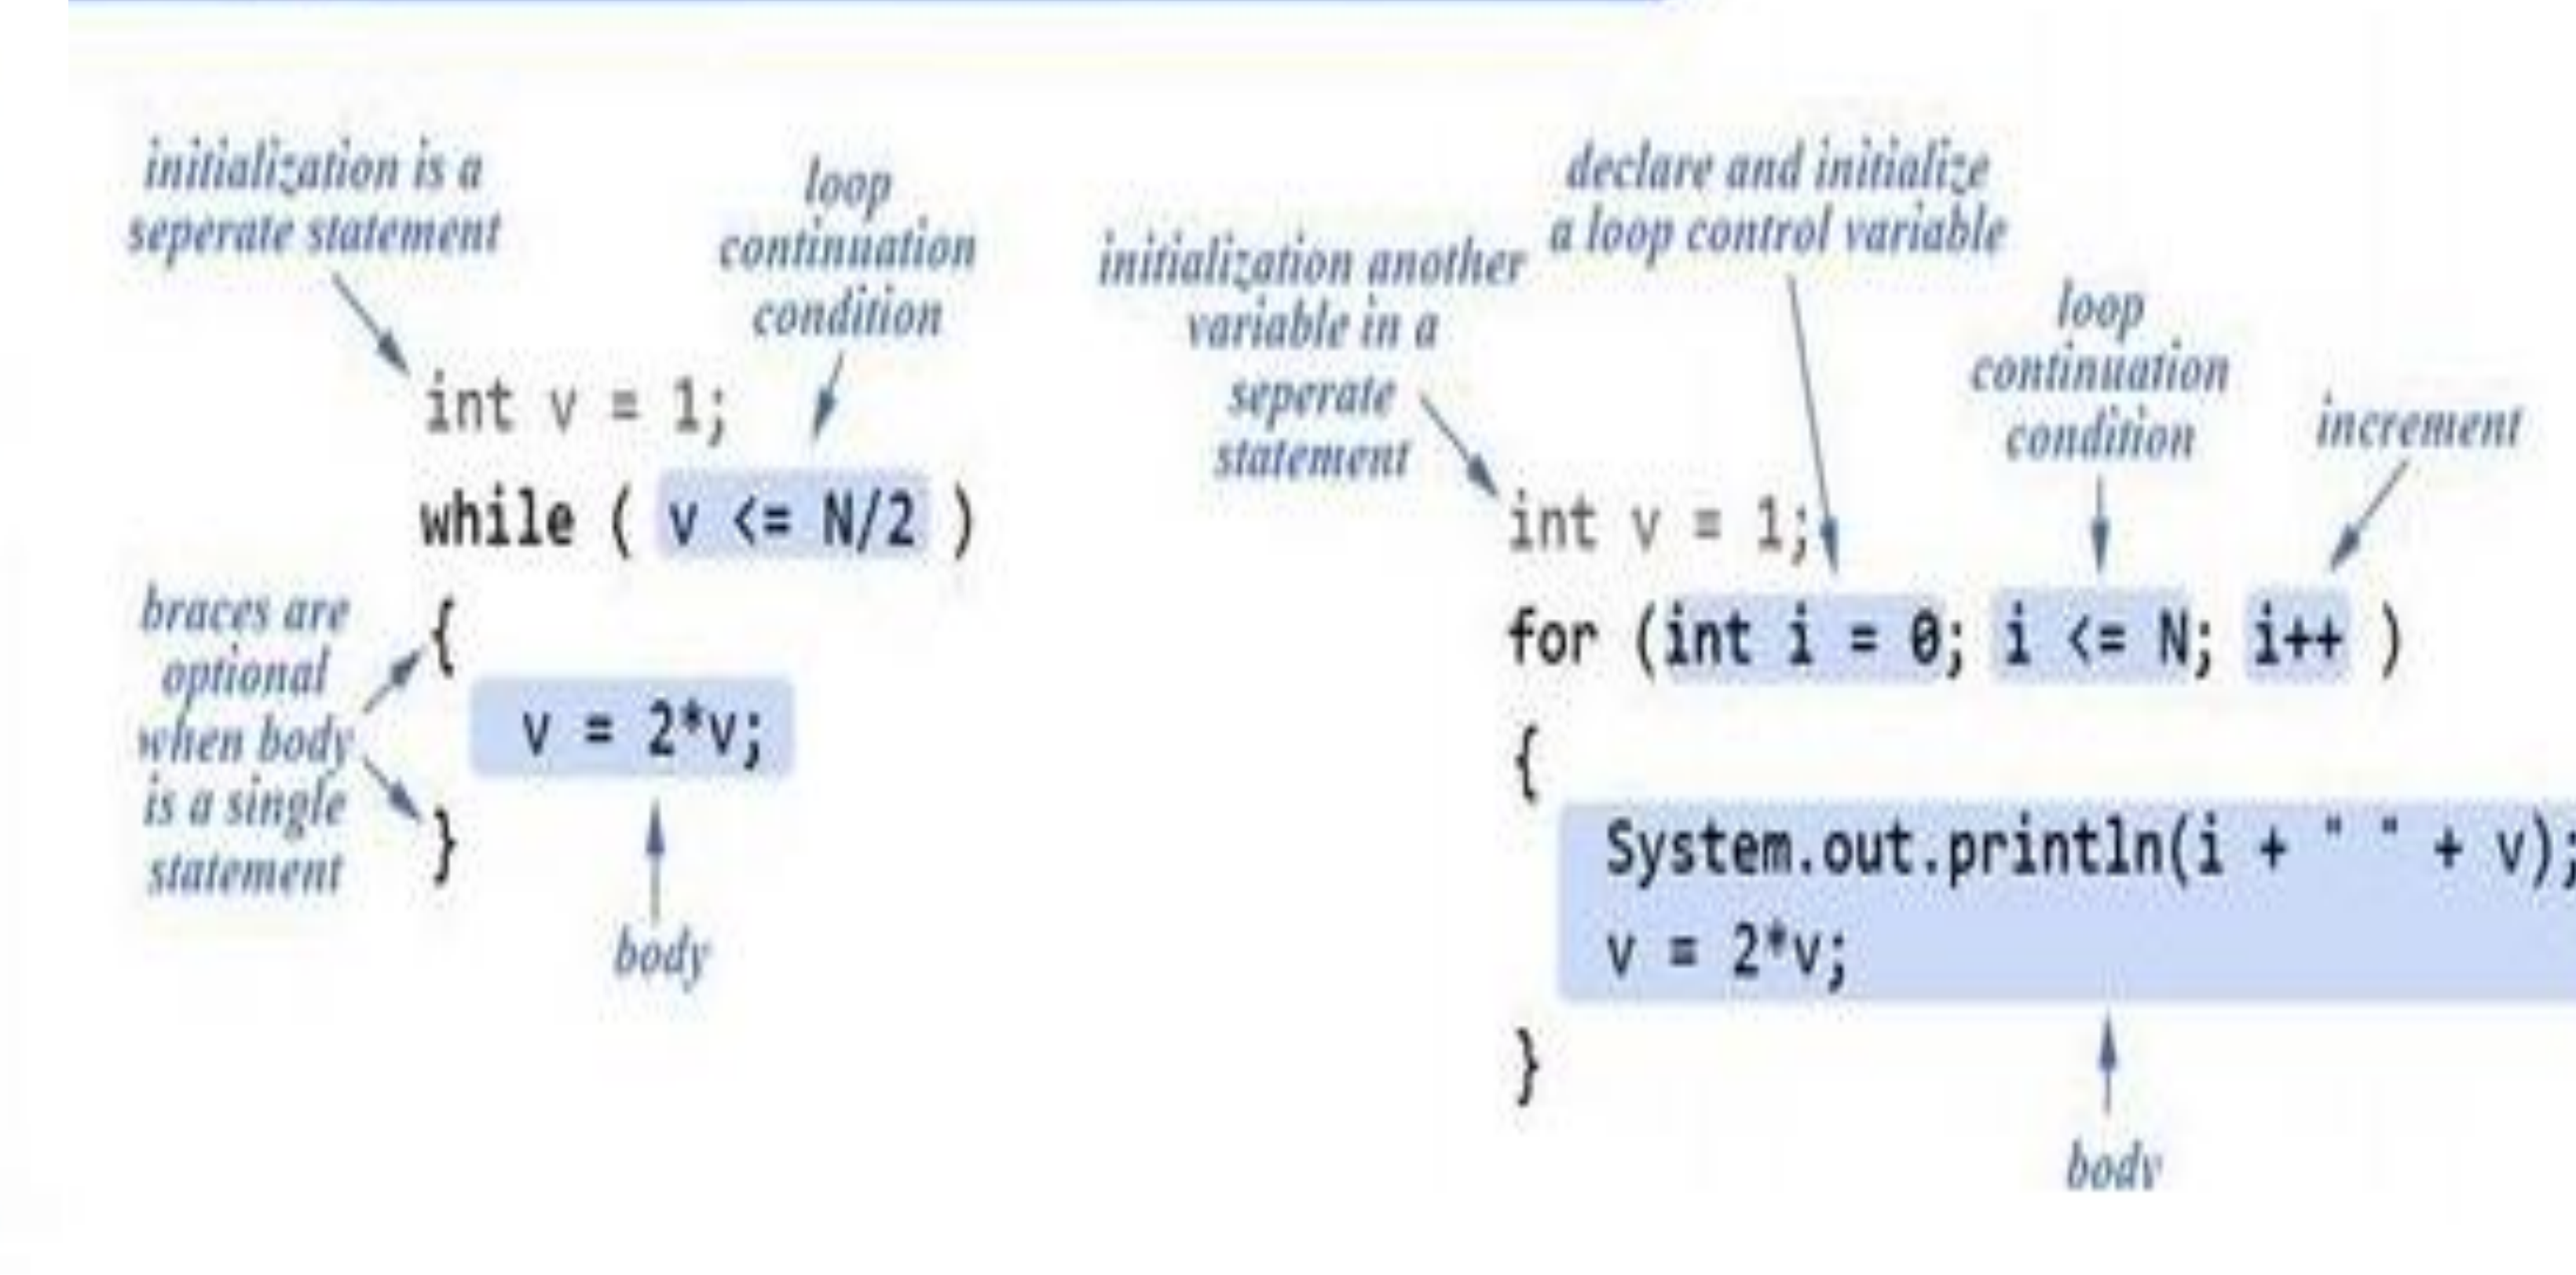 initialization is a
seperate statement
loop
continuation
condition
int v = 1;
while ( v <= N/2 )
braces are
optional
when body
is a single
statement
{
v = 2*v;
}
body
declare and initialize
a loop control variable
initialization another
variable in a
seperate
statement
loop
continuation
condition
increment
int v = 1;
for (int i = 0; i <= N; i++ )
{
System.out.println(i + " " + v);
v = 2*v;
}
body